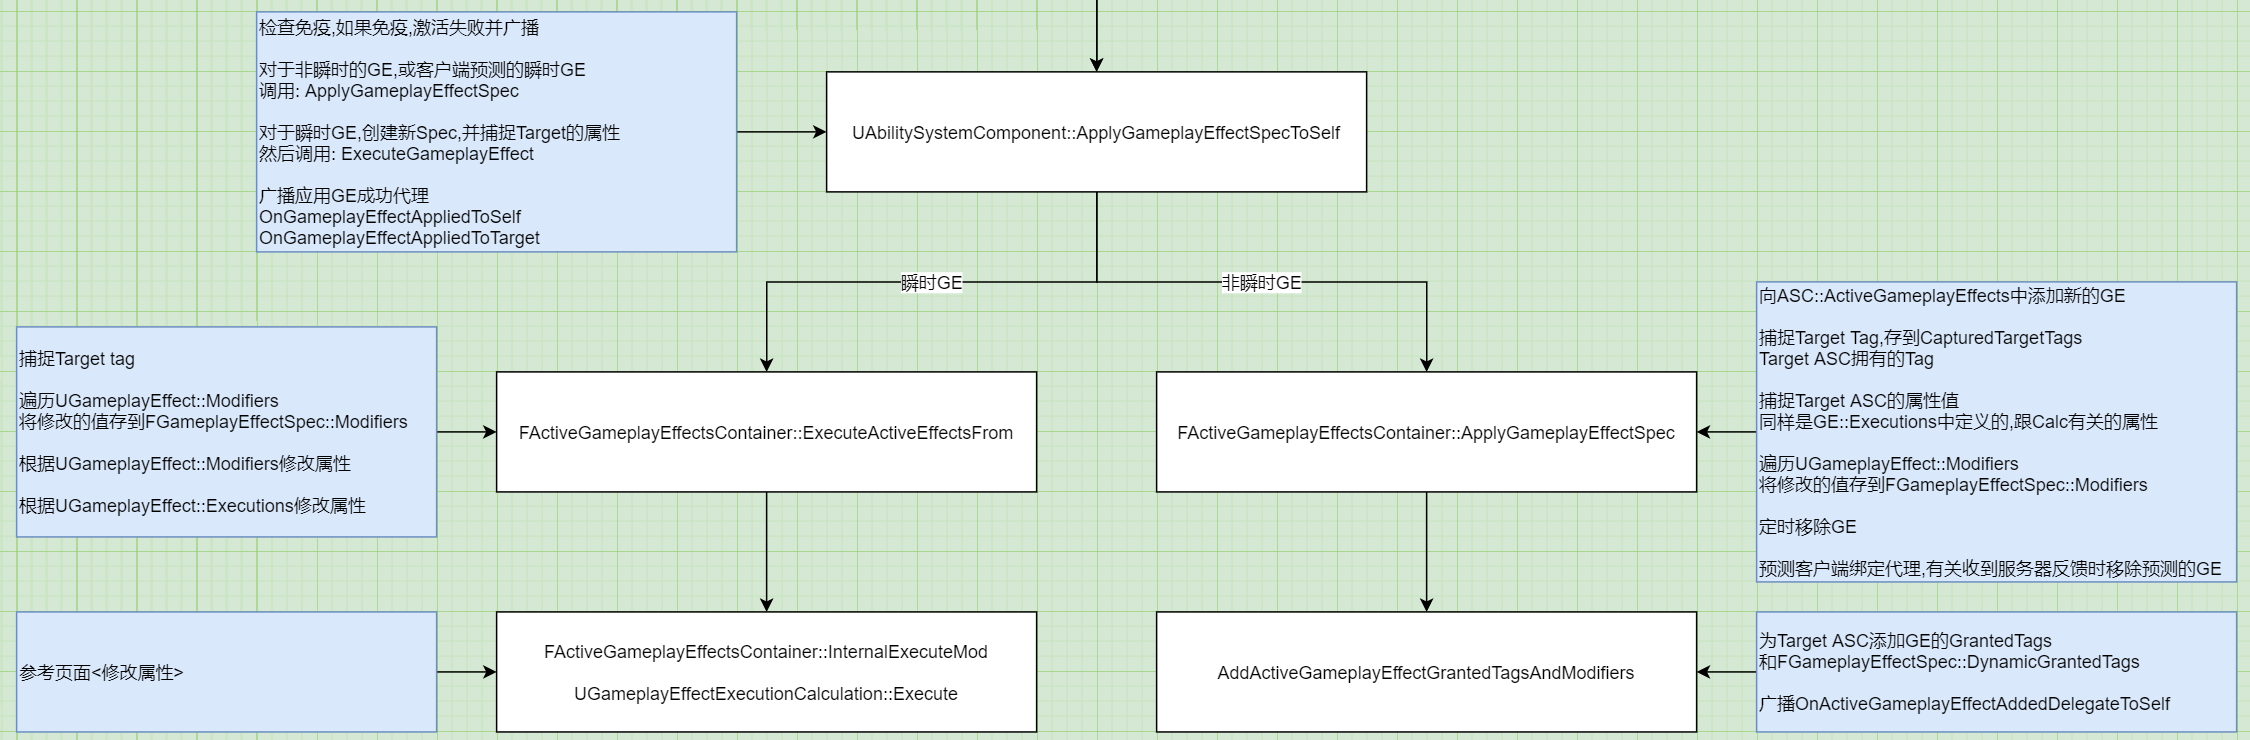 检查免疫,如果免疫,激活失败并广播
对于非瞬时的GE,或客户端预测的瞬时GE
调用: ApplyGameplayEffectSpec
对于瞬时GE,创建新Spec,并捕捉Target的属性
然后调用: ExecuteGameplayEffect
广播应用GE成功代理
OnGameplayEffectAppliedToSelf
OnGameplayEffectAppliedToTarget
UAbilitySystemComponent::ApplyGameplayEffectSpecToSelf
瞬时GE
非瞬时GE
捕捉Target tag
遍历UGameplayEffect::Modifiers
将修改的值存到FGameplayEffectSpec::Modifiers
根据UGameplayEffect::Modifiers修改属性
根据UGameplayEffect::Executions修改属性
FActiveGameplayEffectsContainer::ExecuteActiveEffectsFrom
FActiveGameplayEffectsContainer::ApplyGameplayEffectSpec
向ASC::ActiveGameplayEffects中添加新的GE
捕捉Target Tag,存到CapturedTargetTags
Target ASC拥有的Tag
捕捉Target ASC的属性值
同样是GE::Executions中定义的,跟Calc有关的属性
遍历UGameplayEffect::Modifiers
将修改的值存到FGameplayEffectSpec::Modifiers
定时移除GE
预测客户端绑定代理,有关收到服务器反馈时移除预测的GE
参考页面<修改属性>
FActiveGameplayEffectsContainer::InternalExecuteMod
UGameplayEffectExecutionCalculation::Execute
AddActiveGameplayEffectGrantedTagsAndModifiers
为Target ASC添加GE的GrantedTags
和FGameplayEffectSpec::DynamicGrantedTags
广播OnActiveGameplayEffectAddedDelegateToSelf